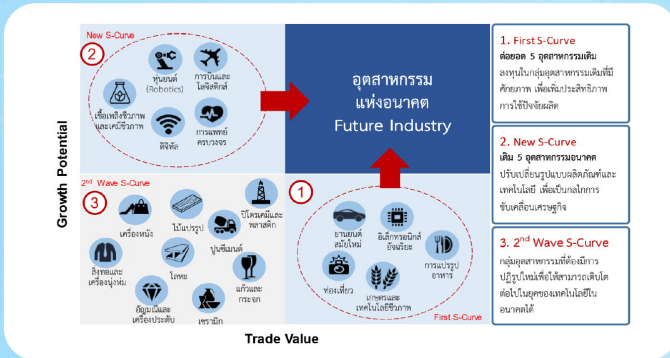 New S-Curve
2
หุ่นยนต์
(Robotics)
การบินและ
โลจิสติกส์
เชื้อเพลิงชีวภาพ
และเคมีชีวภาพ
ดิจิทัล
การแพทย์
ครบวงจร
อุตสาหกรรม
แห่งอนาคต
Future Industry
1. First S-Curve
ต่อยอด 5 อุตสาหกรรมเดิม
ลงทุนในกลุ่มอุตสาหกรรมเดิมที่มี
ศักยภาพ เพื่อเพิ่มประสิทธิภาพ
การใช้ปัจจัยผลิต
2. New S-Curve
เติม 5 อุตสาหกรรมอนาคต
ปรับเปลี่ยนรูปแบบผลิตภัณฑ์และ
เทคโนโลยี เพื่อเป็นกลไกการ
ขับเคลื่อนเศรษฐกิจ
3. 2nd Wave S-Curve
กลุ่มอุตสาหกรรมที่ต้องมีการ
ปฏิรูปใหม่เพื่อให้สามารถเติบโต
ต่อไปในยุคของเทคโนโลยีใน
อนาคตได้
Growth Potential
2nd Wave S-Curve
3
เครื่องหนัง
ไม้แปรรูป
ปิโตรเคมีและ
พลาสติก
ปูนซีเมนต์
สิ่งทอและ
เครื่องนุ่งห่ม
โลหะ
แก้วและ
กระจก
อัญมณีและ
เครื่องประดับ
เซรามิก
1
ยานยนต์
สมัยใหม่
อิเล็กทรอนิกส์
อัจฉริยะ
การแปรรูป
อาหาร
ท่องเที่ยว
เกษตรและ
เทคโนโลยีชีวภาพ
First S-Curve
Trade Value